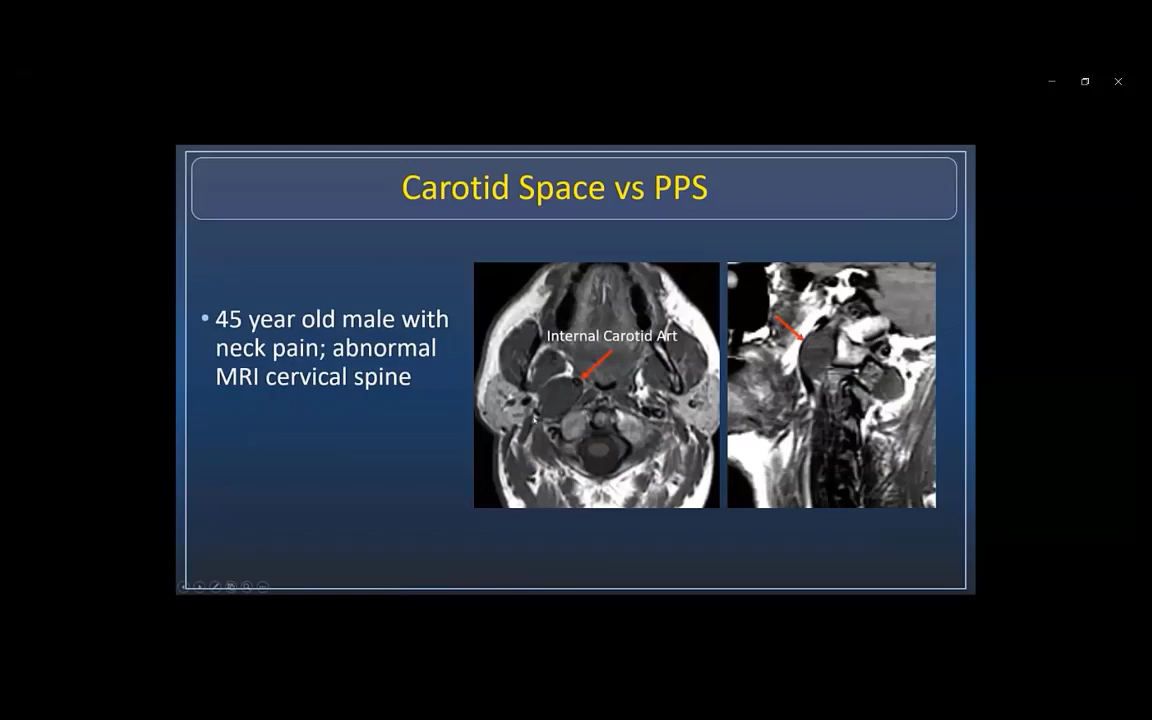 Carotid Space vs PPS
• 45 year old male with
neck pain; abnormal
MRI cervical spine
Internal Carotid Art